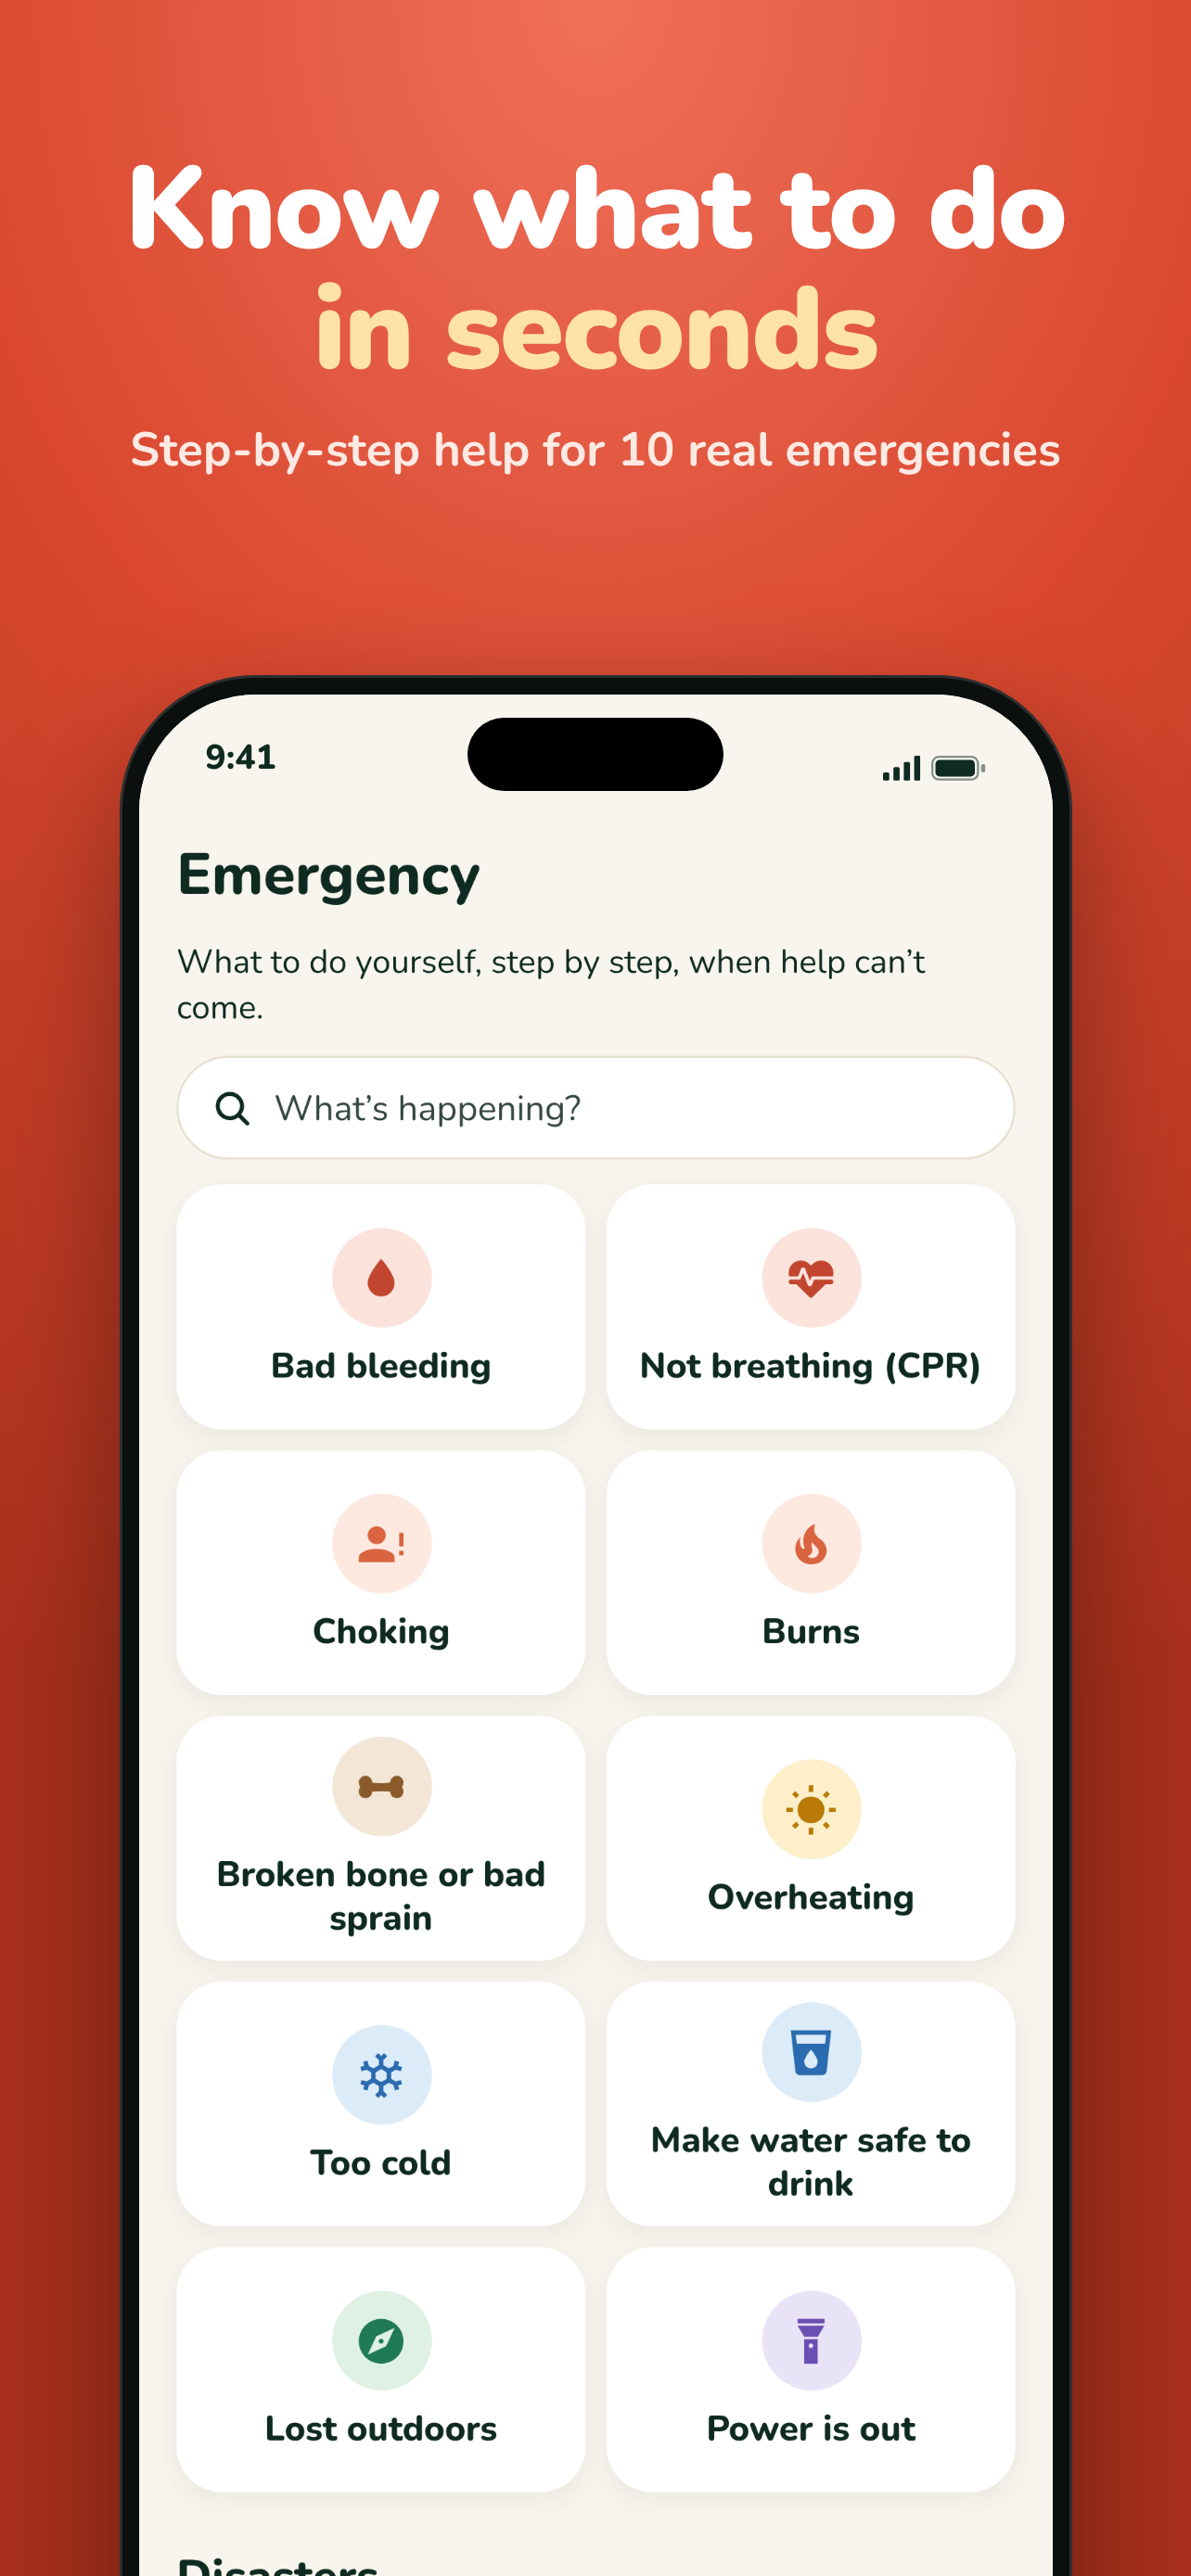 Know what to do
in seconds
Step-by-step help for 10 real emergencies
9:41
Emergency
What to do yourself, step by step, when help can’t
come.
What’s happening?
Bad bleeding
Not breathing (CPR)
Choking
Burns
Broken bone or bad
sprain
Overheating
Too cold
Make water safe to
drink
Lost outdoors
Power is out
Disasters